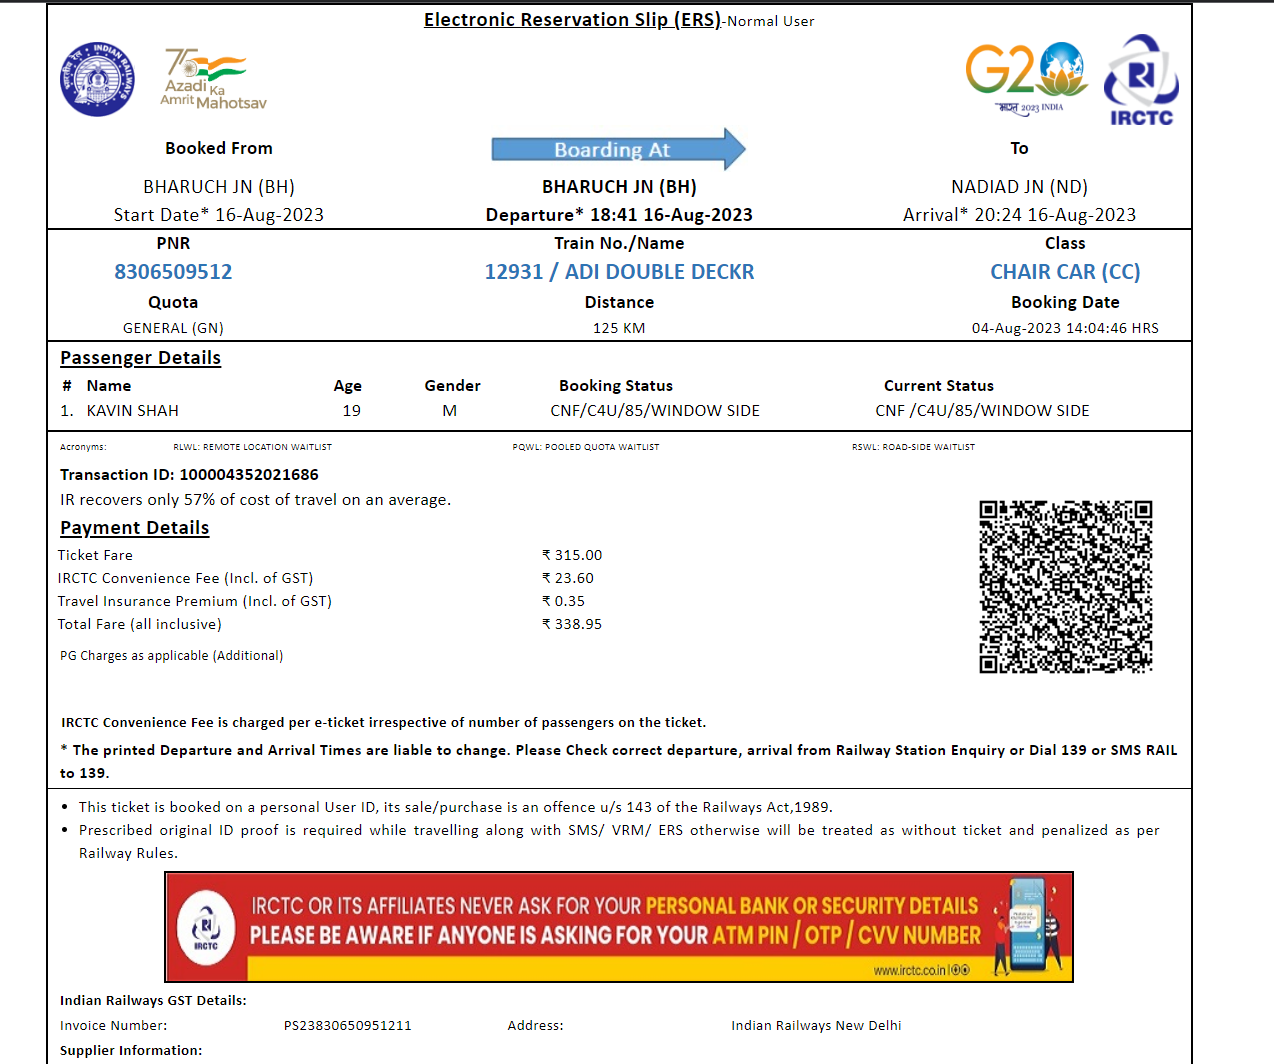 Electronic Reservation Slip (ERS)-Normal User
INDIAN RAILWAYS
75
Azadi Ka
Amrit Mahotsav
G20
भारत 2023 INDIA
IRCTC
Booked From
Boarding At
To
BHARUCH JN (BH)
BHARUCH JN (BH)
NADIAD JN (ND)
Start Date* 16-Aug-2023
Departure* 18:41 16-Aug-2023
Arrival* 20:24 16-Aug-2023
PNR
Train No./Name
Class
8306509512
12931 / ADI DOUBLE DECKR
CHAIR CAR (CC)
Quota
Distance
Booking Date
GENERAL (GN)
125 KM
04-Aug-2023 14:04:46 HRS
Passenger Details
# Name Age Gender Booking Status Current Status
1. KAVIN SHAH 19 M CNF/C4U/85/WINDOW SIDE CNF /C4U/85/WINDOW SIDE
Acronyms: RLWL: REMOTE LOCATION WAITLIST PQWL: POOLED QUOTA WAITLIST RSWL: ROAD-SIDE WAITLIST
Transaction ID: 100004352021686
IR recovers only 57% of cost of travel on an average.
Payment Details
Ticket Fare ₹ 315.00
IRCTC Convenience Fee (Incl. of GST) ₹ 23.60
Travel Insurance Premium (Incl. of GST) ₹ 0.35
Total Fare (all inclusive) ₹ 338.95
PG Charges as applicable (Additional)
IRCTC Convenience Fee is charged per e-ticket irrespective of number of passengers on the ticket.
* The printed Departure and Arrival Times are liable to change. Please Check correct departure, arrival from Railway Station Enquiry or Dial 139 or SMS RAIL
to 139.
• This ticket is booked on a personal User ID, its sale/purchase is an offence u/s 143 of the Railways Act,1989.
• Prescribed original ID proof is required while travelling along with SMS/ VRM/ ERS otherwise will be treated as without ticket and penalized as per
Railway Rules.
IRCTC
IRCTC OR ITS AFFILIATES NEVER ASK FOR YOUR PERSONAL BANK OR SECURITY DETAILS
PLEASE BE AWARE IF ANYONE IS ASKING FOR YOUR ATM PIN / OTP / CVV NUMBER
www.irctc.co.in
Indian Railways GST Details:
Invoice Number: PS23830650951211 Address: Indian Railways New Delhi
Supplier Information: